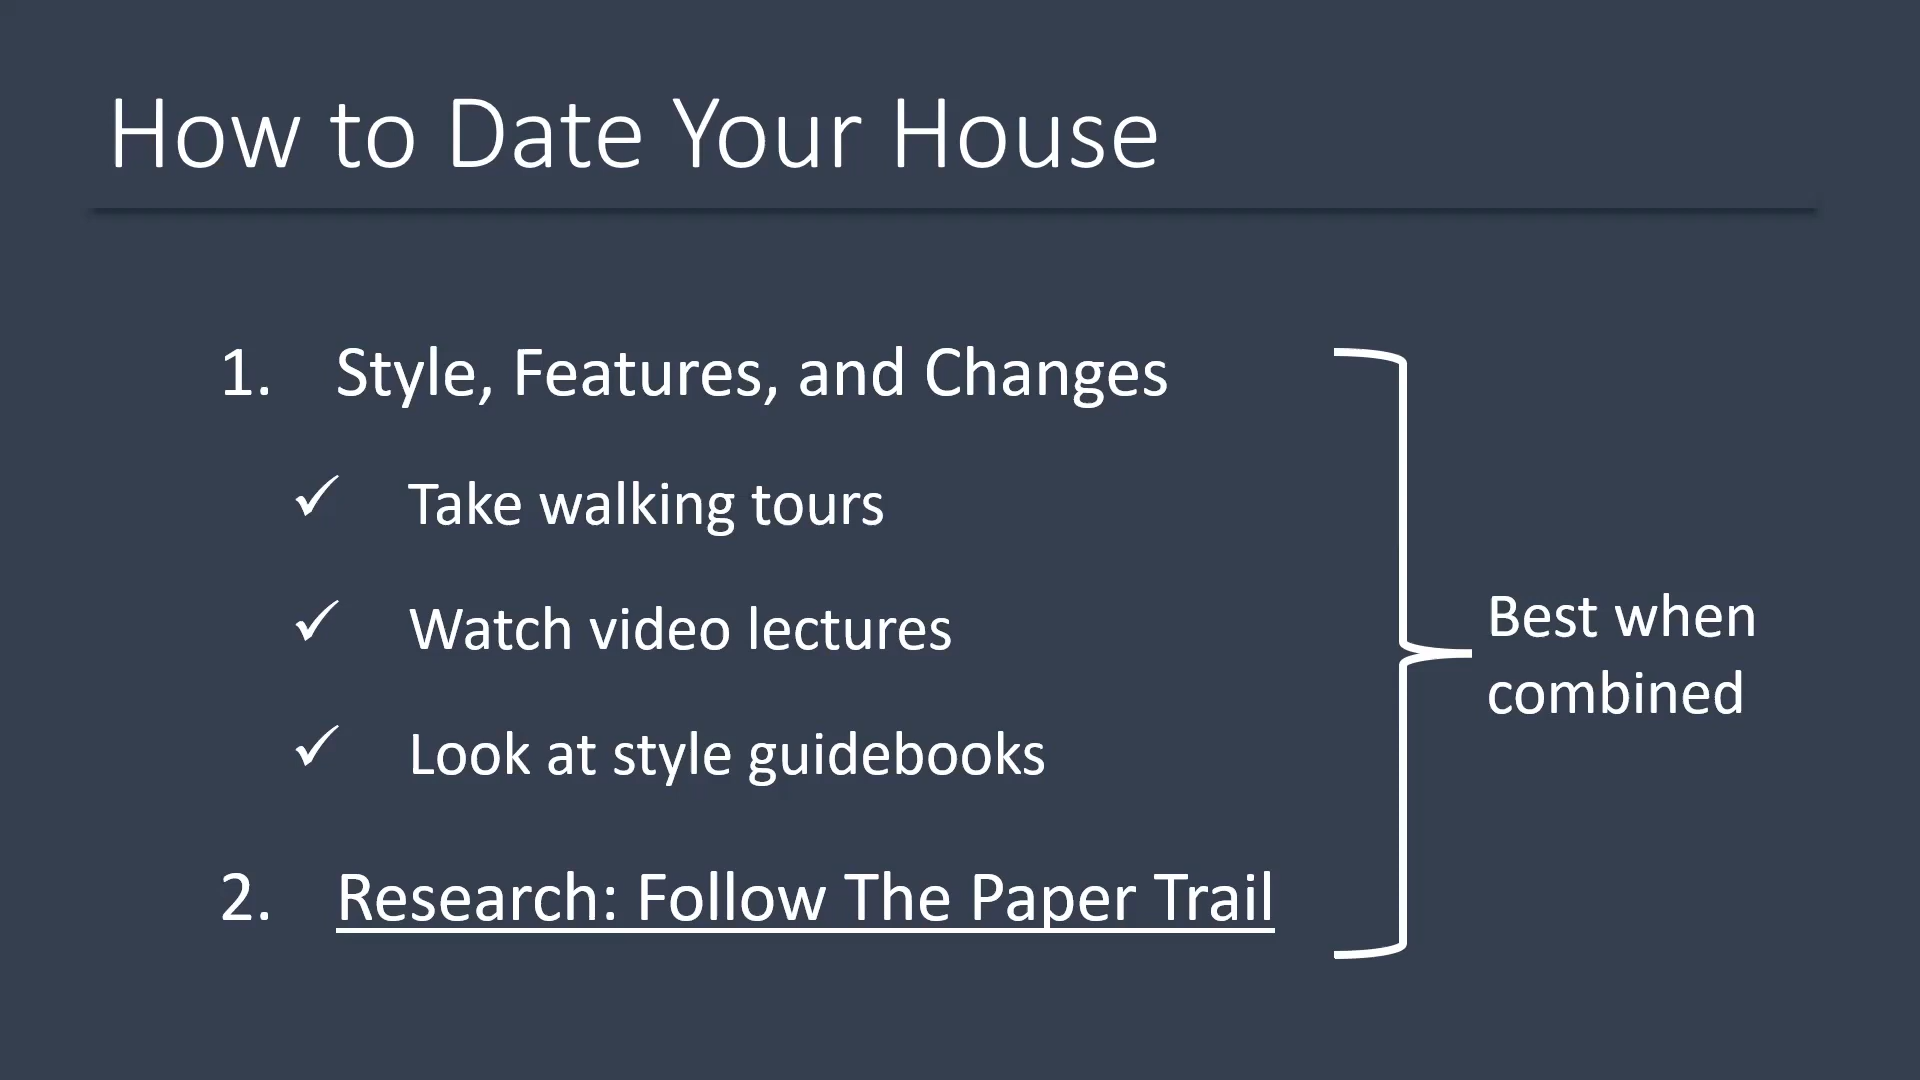 How to Date Your House
1. Style, Features, and Changes
✓ Take walking tours
✓ Watch video lectures
✓ Look at style guidebooks
2. Research: Follow The Paper Trail
Best when
combined